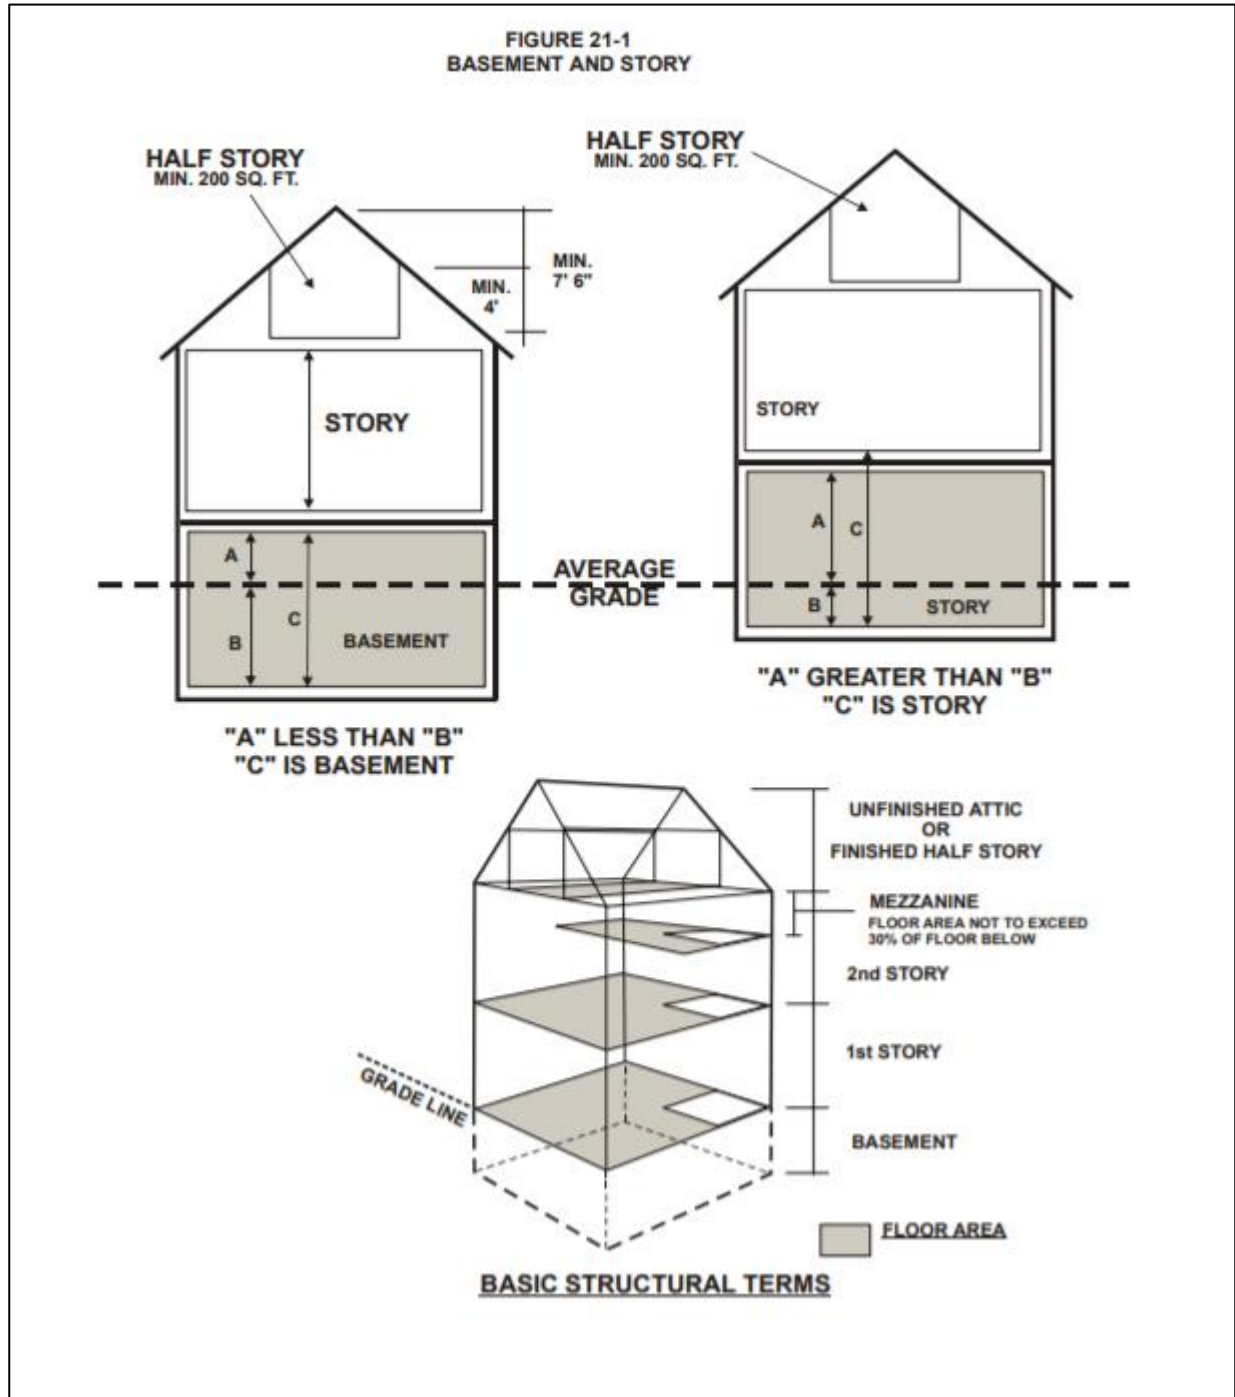 FIGURE 21-1
BASEMENT AND STORY
HALF STORY
MIN. 200 SQ. FT.
MIN.
7' 6"
MIN.
4'
STORY
A
B
C
BASEMENT
"A" LESS THAN "B"
"C" IS BASEMENT
AVERAGE
GRADE
HALF STORY
MIN. 200 SQ. FT.
STORY
A
C
B
STORY
"A" GREATER THAN "B"
"C" IS STORY
UNFINISHED ATTIC
OR
FINISHED HALF STORY
MEZZANINE
FLOOR AREA NOT TO EXCEED
30% OF FLOOR BELOW
2nd STORY
1st STORY
GRADE LINE
BASEMENT
FLOOR AREA
BASIC STRUCTURAL TERMS